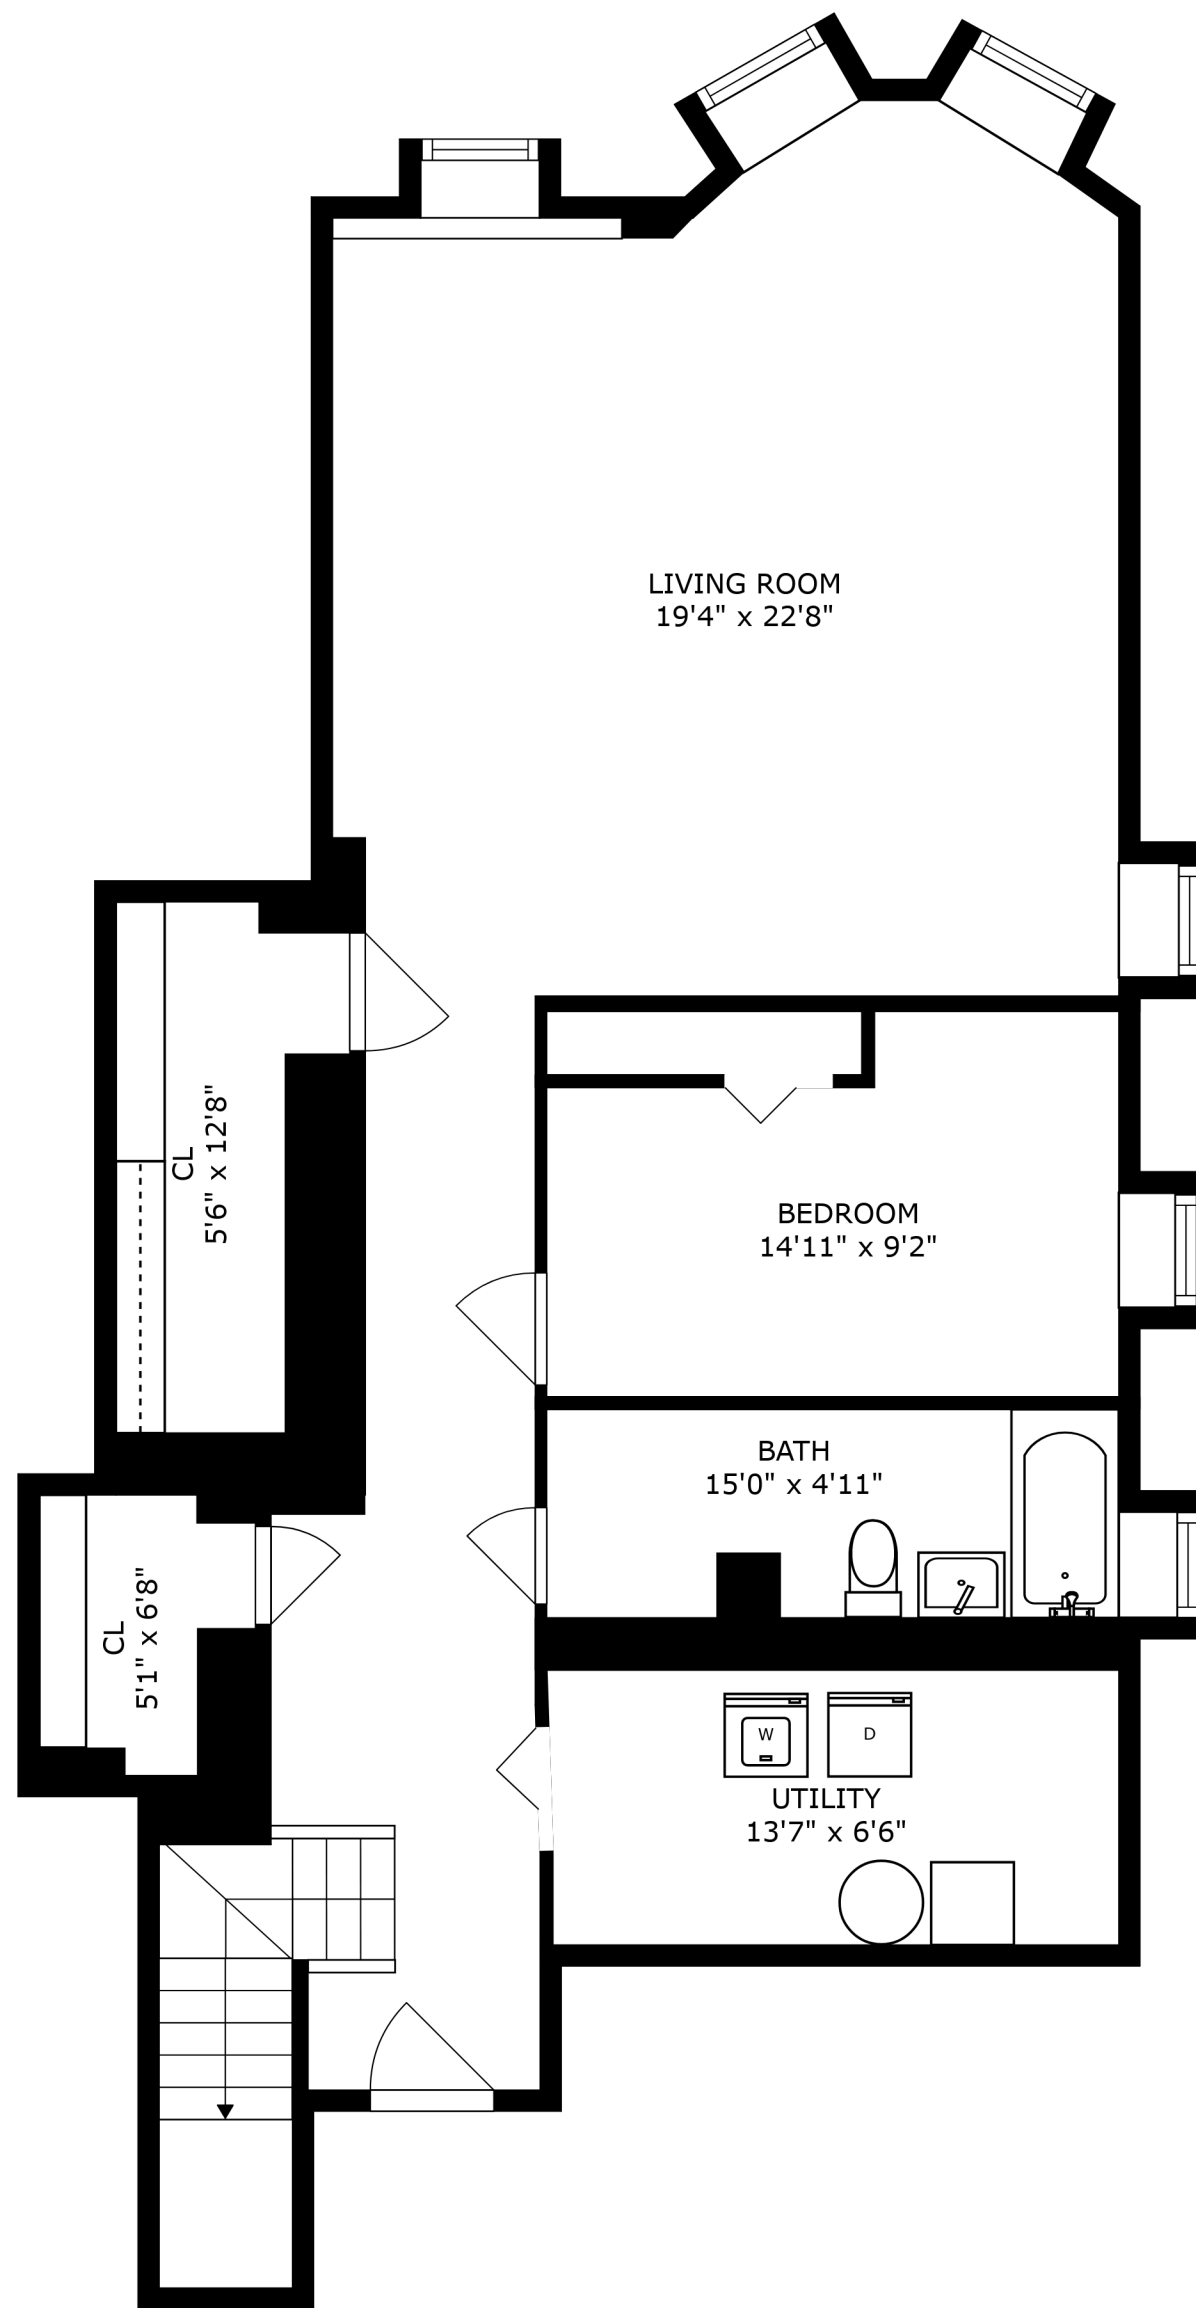 LIVING ROOM
19'4" x 22'8"
CL
5'6" x 12'8"
BEDROOM
14'11" x 9'2"
BATH
15'0" x 4'11"
CL
5'1" x 6'8"
W
D
UTILITY
13'7" x 6'6"